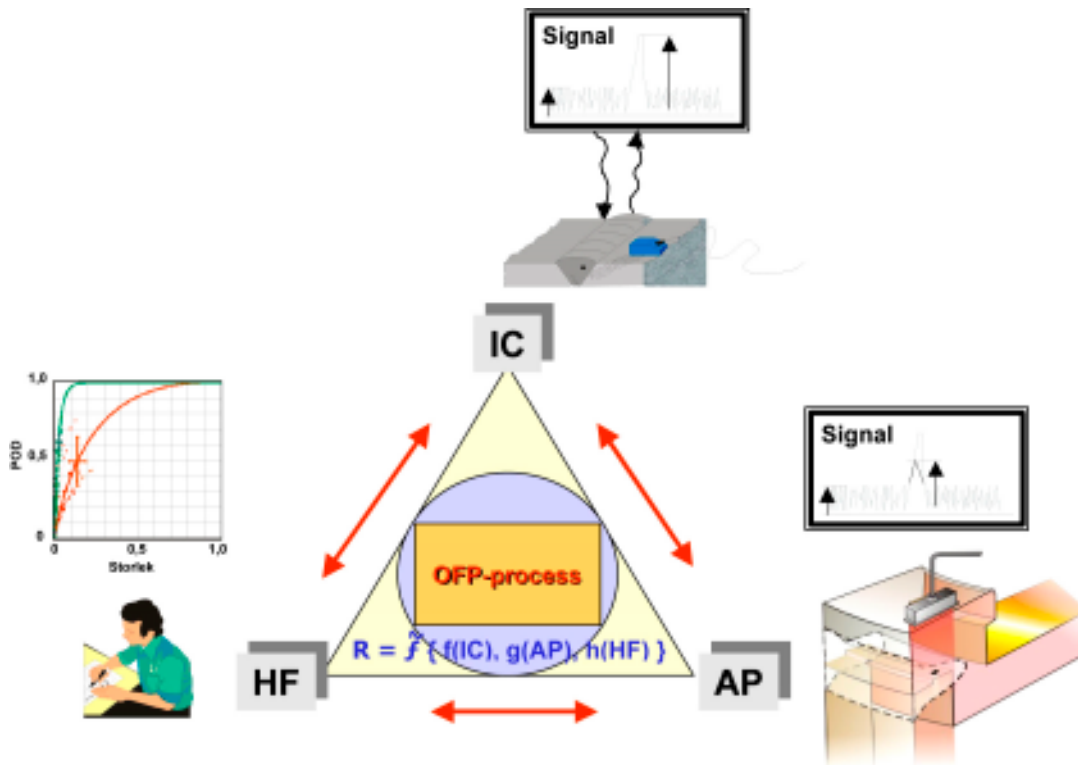 Signal
IC
1,0
POD
0,5
0
0
0,5
1,0
Storlek
Signal
OFP-process
R = f̃ { f(IC), g(AP), h(HF) }
HF
AP